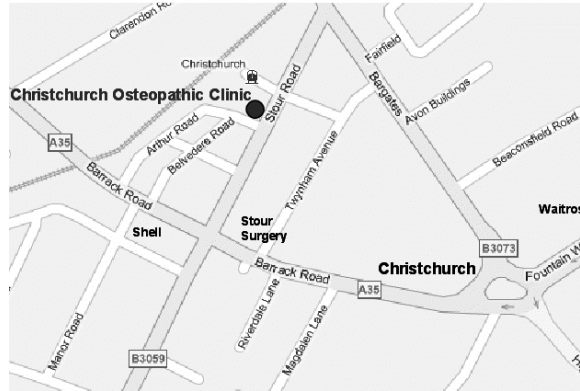 Clarendon Road
Christchurch
Fairfield
Christchurch Osteopathic Clinic
Stour Road
Bargates
Avon Buildings
A35
Arthur Road
Belvedere Road
Twynham Avenue
Beaconsfield Road
Barrack Road
Shell
Stour
Surgery
Waitros
B3073
Christchurch
Fountain W
Barrack Road
A35
Riverdale Lane
Magdalen Lane
Manor Road
B3059